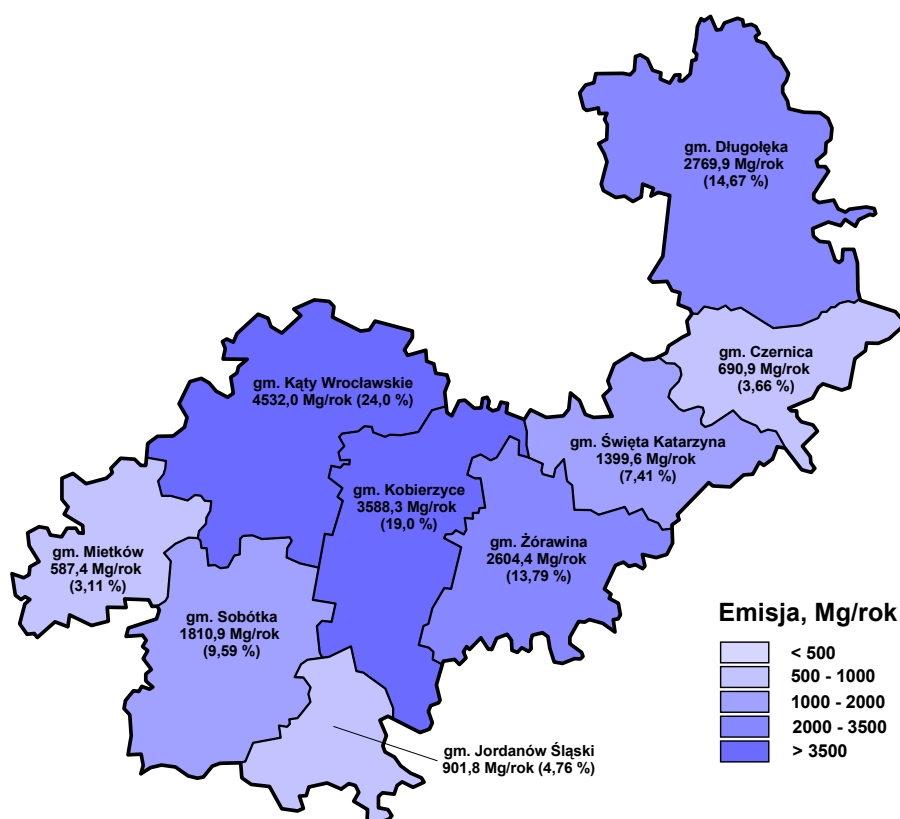 gm. Długołęka
2769,9 Mg/rok
(14,67 %)
gm. Czernica
690,9 Mg/rok
(3,66 %)
gm. Kąty Wrocławskie
4532,0 Mg/rok (24,0 %)
gm. Święta Katarzyna
1399,6 Mg/rok
(7,41 %)
gm. Kobierzyce
3588,3 Mg/rok
(19,0 %)
gm. Żórawina
2604,4 Mg/rok
(13,79 %)
gm. Mietków
587,4 Mg/rok
(3,11 %)
gm. Sobótka
1810,9 Mg/rok
(9,59 %)
gm. Jordanów Śląski
901,8 Mg/rok (4,76 %)
Emisja, Mg/rok
< 500
500 - 1000
1000 - 2000
2000 - 3500
> 3500